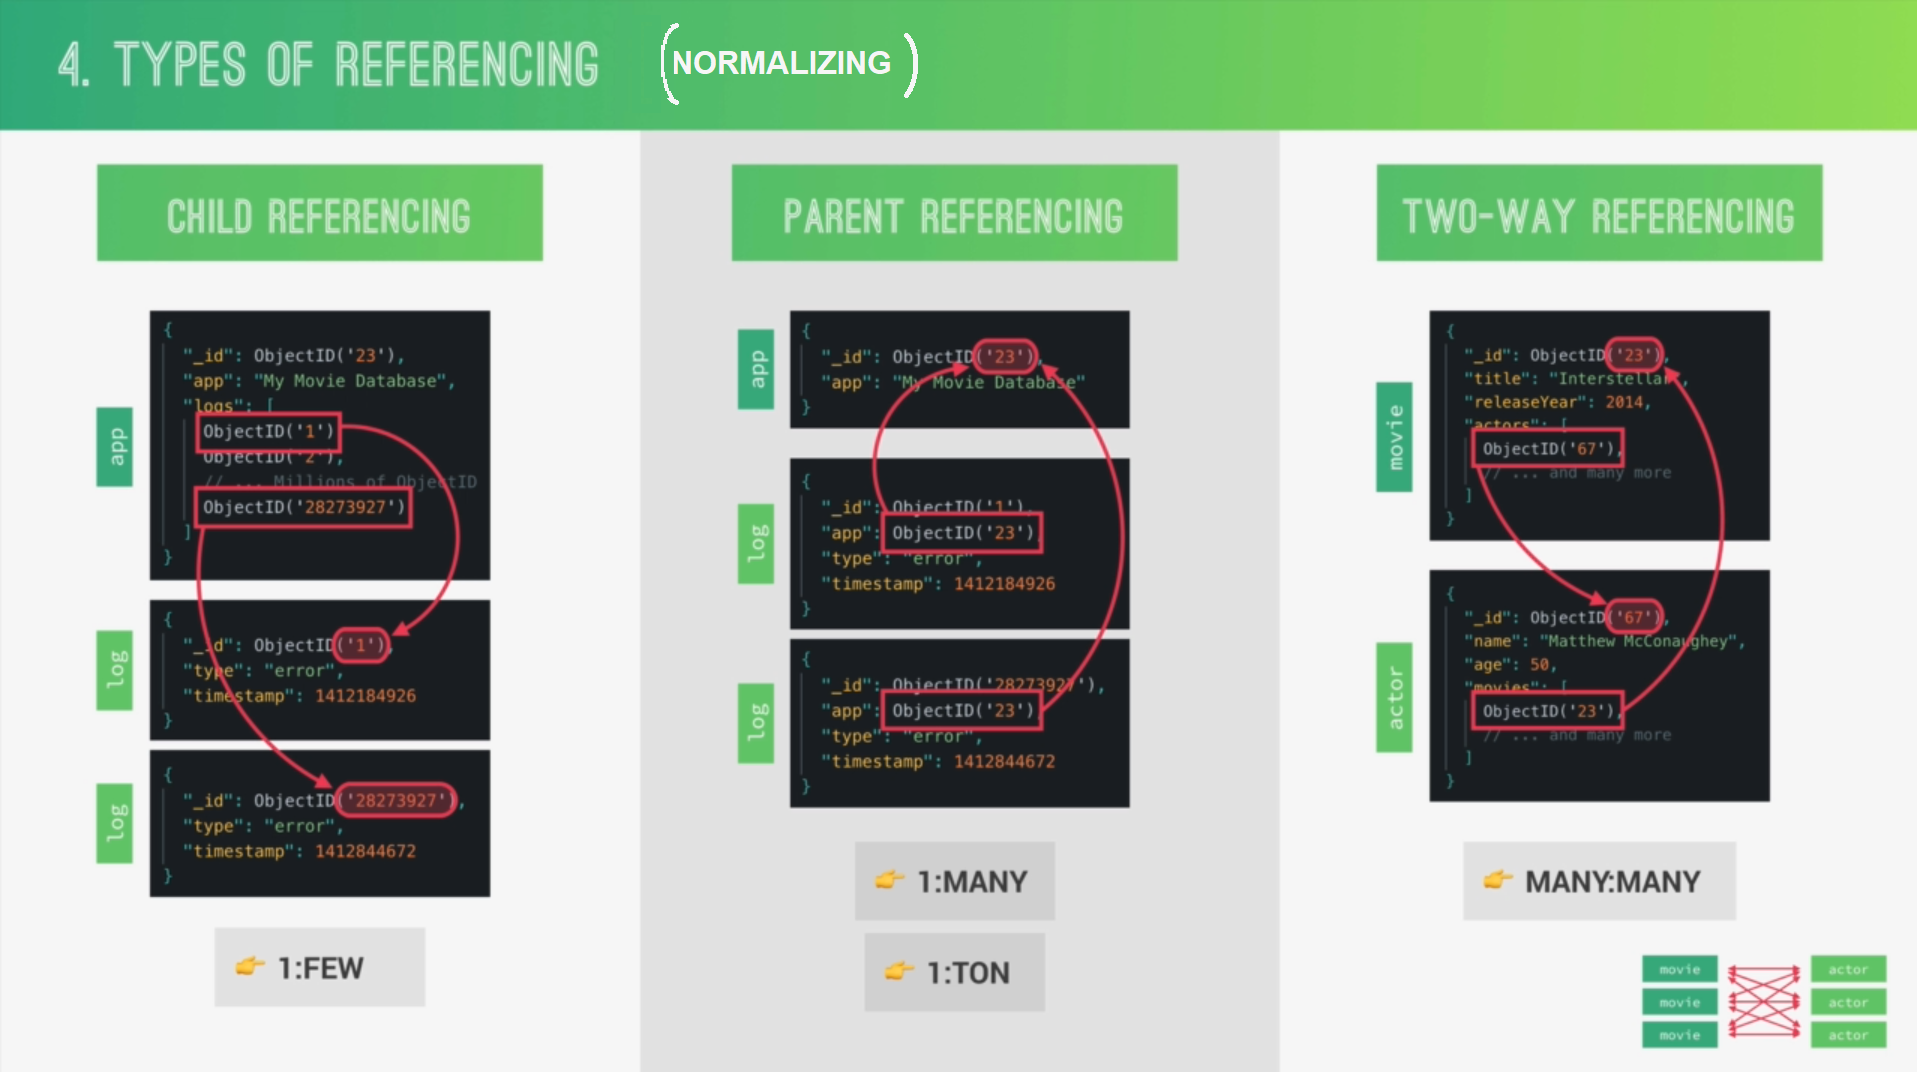 4. TYPES OF REFERENCING (NORMALIZING)
CHILD REFERENCING
app
{
"_id": ObjectID('23'),
"app": "My Movie Database",
"logs": [
ObjectID('1')
ObjectID('2'),
// ... Millions of ObjectID
ObjectID('28273927')
]
}
log
{
"_id": ObjectID('1'),
"type": "error",
"timestamp": 1412184926
}
log
{
"_id": ObjectID('28273927'),
"type": "error",
"timestamp": 1412844672
}
👉 1:FEW
PARENT REFERENCING
app
{
"_id": ObjectID('23'),
"app": "My Movie Database"
}
log
{
"_id": ObjectID('1'),
"app": ObjectID('23'),
"type": "error",
"timestamp": 1412184926
}
log
{
"_id": ObjectID('28273927'),
"app": ObjectID('23'),
"type": "error",
"timestamp": 1412844672
}
👉 1:MANY
👉 1:TON
TWO-WAY REFERENCING
movie
{
"_id": ObjectID('23'),
"title": "Interstellar",
"releaseYear": 2014,
"actors": [
ObjectID('67'),
// ... and many more
]
}
actor
{
"_id": ObjectID('67'),
"name": "Matthew McConaughey",
"age": 50,
"movies": [
ObjectID('23'),
// ... and many more
]
}
👉 MANY:MANY
movie actor
movie actor
movie actor